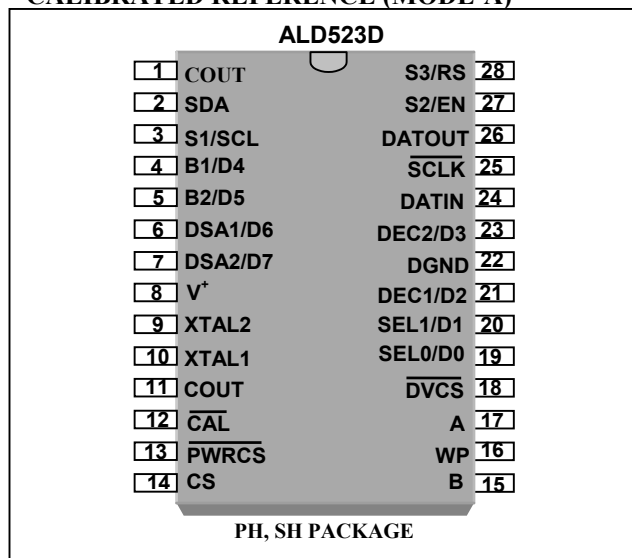 CALIBRATED REFERENCE (MODE A)
ALD523D
1 COUT S3/RS 28
2 SDA S2/EN 27
3 S1/SCL DATOUT 26
4 B1/D4 SCLK 25
5 B2/D5 DATIN 24
6 DSA1/D6 DEC2/D3 23
7 DSA2/D7 DGND 22
8 V+ DEC1/D2 21
9 XTAL2 SEL1/D1 20
10 XTAL1 SEL0/D0 19
11 COUT DVCS 18
12 CAL A 17
13 PWRCS WP 16
14 CS B 15
PH, SH PACKAGE